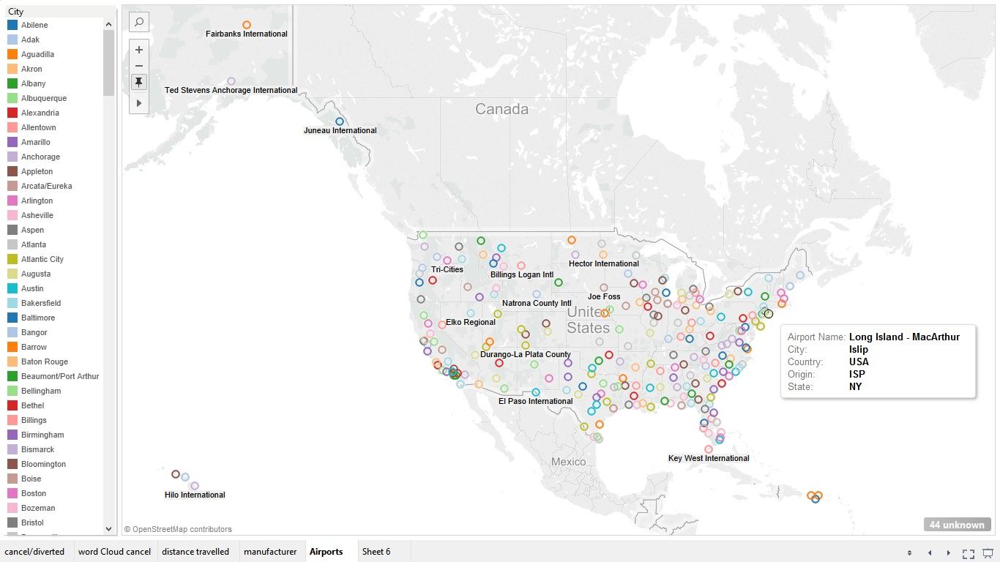 City
Abilene
Adak
Aguadilla
Akron
Albany
Albuquerque
Alexandria
Allentown
Amarillo
Anchorage
Appleton
Arcata/Eureka
Arlington
Asheville
Aspen
Atlanta
Atlantic City
Augusta
Austin
Bakersfield
Baltimore
Bangor
Barrow
Baton Rouge
Beaumont/Port Arthur
Bellingham
Bethel
Billings
Birmingham
Bismarck
Bloomington
Boise
Boston
Bozeman
Bristol
Fairbanks International
Ted Stevens Anchorage International
Juneau International
Canada
Hector International
Tri-Cities
Billings Logan Intl
Joe Foss
Natrona County Intl
United
States
Elko Regional
Durango-La Plata County
El Paso International
Airport Name: Long Island - MacArthur
City: Islip
Country: USA
Origin: ISP
State: NY
Key West International
Mexico
Hilo International
© OpenStreetMap contributors
44 unknown
cancel/diverted
word Cloud cancel
distance travelled
manufacturer
Airports
Sheet 6